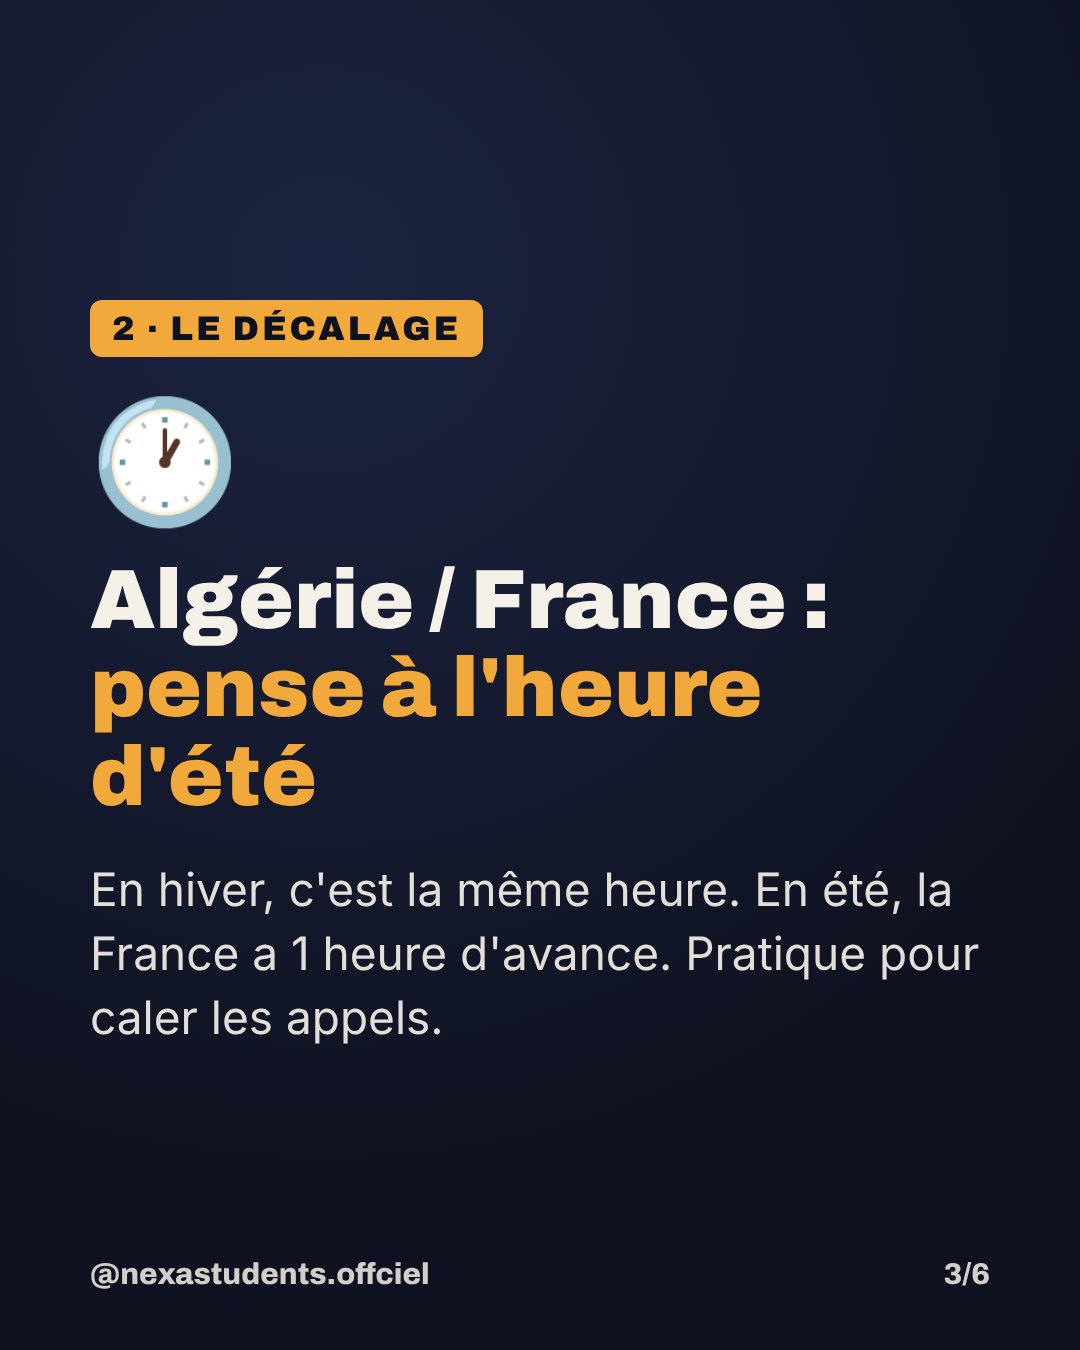 2 · LE DÉCALAGE
Algérie / France :
pense à l'heure
d'été
En hiver, c'est la même heure. En été, la
France a 1 heure d'avance. Pratique pour
caler les appels.
@nexastudents.offciel
3/6